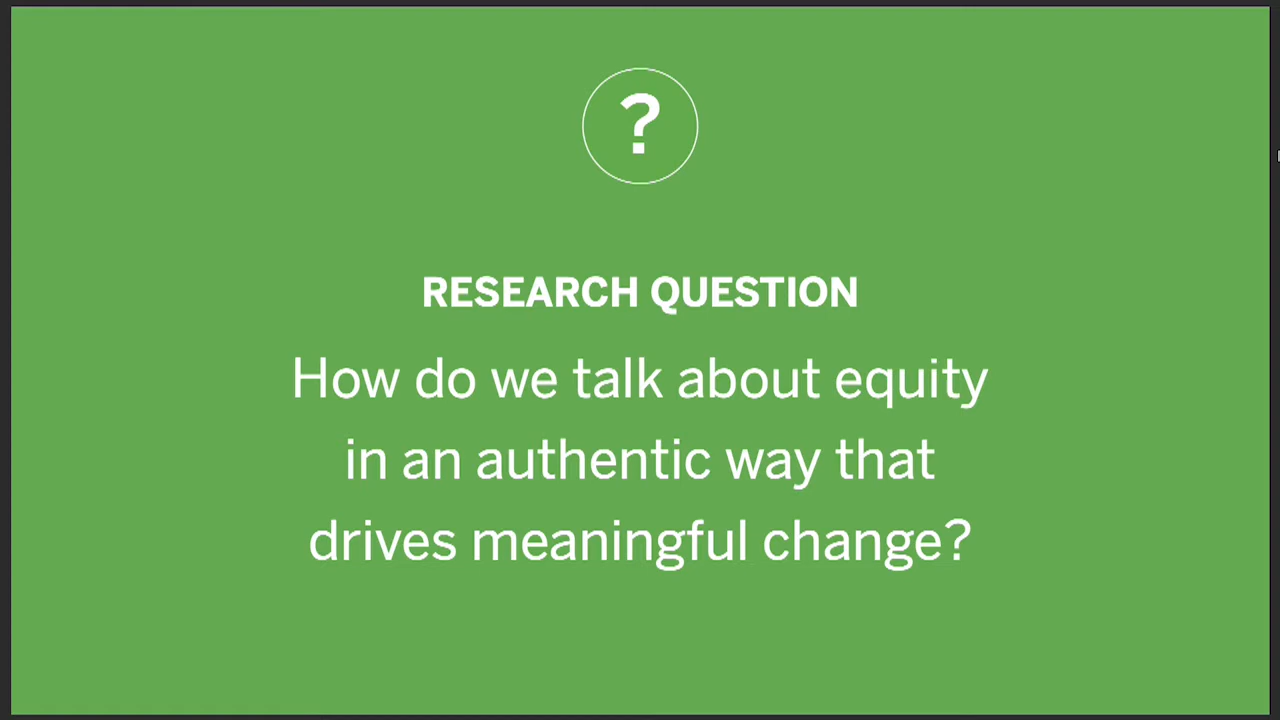 ?
RESEARCH QUESTION
How do we talk about equity
in an authentic way that
drives meaningful change?